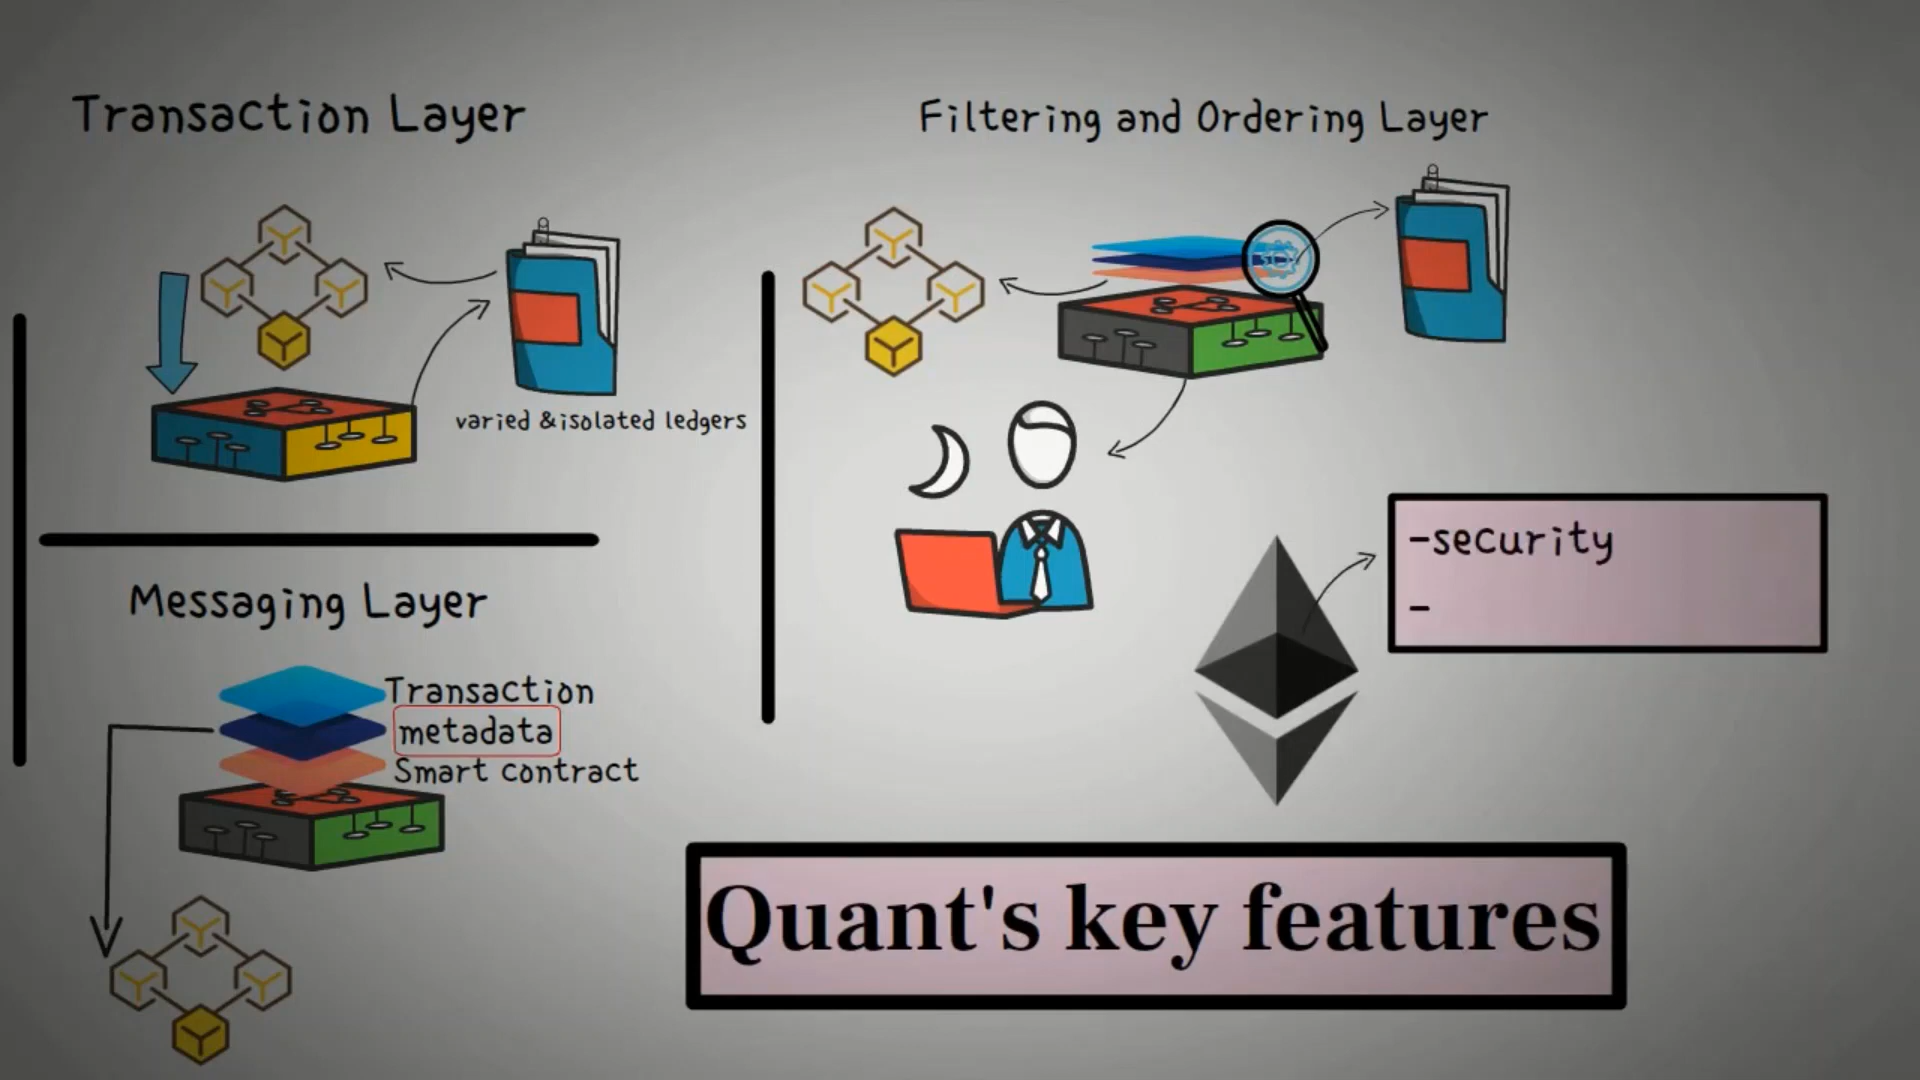 Transaction Layer
varied &isolated ledgers
Messaging Layer
Transaction
metadata
Smart contract
Filtering and Ordering Layer
-security
-
Quant's key features